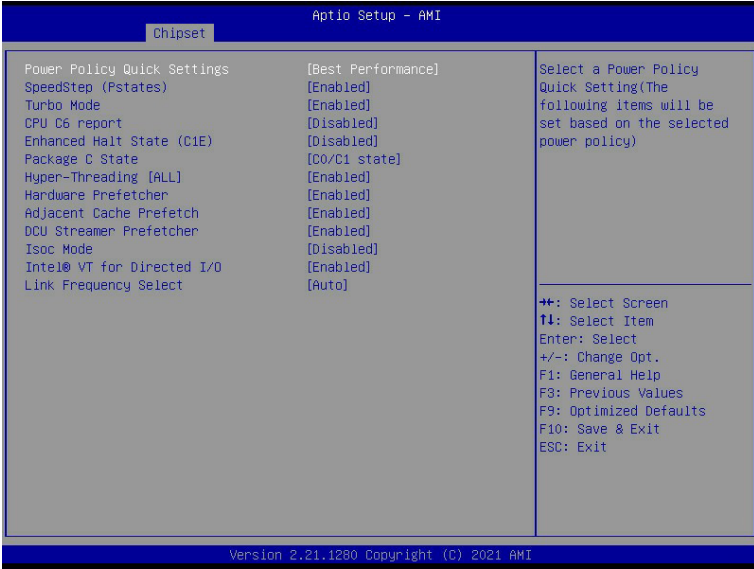 Aptio Setup – AMI
Chipset
Power Policy Quick Settings [Best Performance]
SpeedStep (Pstates) [Enabled]
Turbo Mode [Enabled]
CPU C6 report [Disabled]
Enhanced Halt State (C1E) [Disabled]
Package C State [C0/C1 state]
Hyper-Threading [ALL] [Enabled]
Hardware Prefetcher [Enabled]
Adjacent Cache Prefetch [Enabled]
DCU Streamer Prefetcher [Enabled]
Isoc Mode [Disabled]
Intel® VT for Directed I/O [Enabled]
Link Frequency Select [Auto]
Select a Power Policy
Quick Setting(The
following items will be
set based on the selected
power policy)
→←: Select Screen
↑↓: Select Item
Enter: Select
+/-: Change Opt.
F1: General Help
F3: Previous Values
F9: Optimized Defaults
F10: Save & Exit
ESC: Exit
Version 2.21.1280 Copyright (C) 2021 AMI